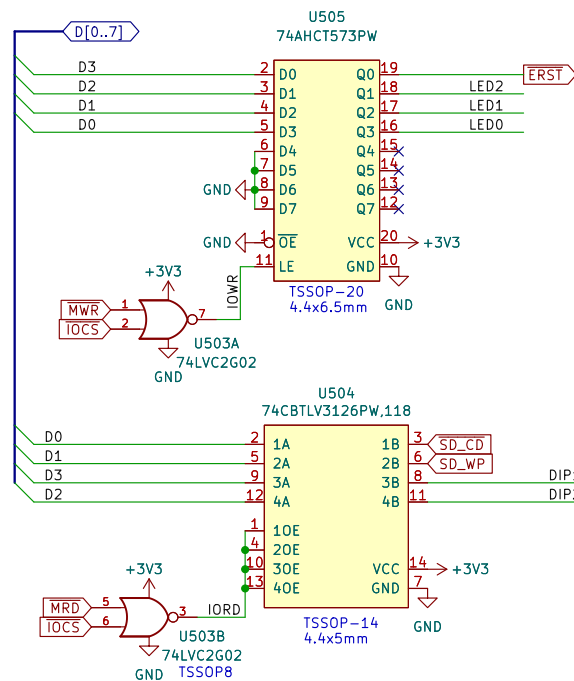 U505
74AHCT573PW
D[0..7]
D3 2 D0 Q0 19 ERST
D2 3 D1 Q1 18 LED2
D1 4 D2 Q2 17 LED1
D0 5 D3 Q3 16 LED0
6 D4 Q4 15
7 D5 Q5 14
GND 8 D6 Q6 13
9 D7 Q7 12
GND 1 OE VCC 20 +3V3
11 LE GND 10
+3V3
IOWR
TSSOP-20
4.4x6.5mm
GND
MWR 1
7
IOCS 2
U503A
74LVC2G02
GND
U504
74CBTLV3126PW,118
D0 2 1A 1B 3 SD_CD
D1 5 2A 2B 6 SD_WP
D3 9 3A 3B 8 DIP
D2 12 4A 4B 11 DIP
1 1OE
4 2OE
10 3OE VCC 14 +3V3
13 4OE GND 7
+3V3
MRD 5
3 IORD
IOCS 6
TSSOP-14
4.4x5mm
GND
U503B
74LVC2G02
GND
TSSOP8